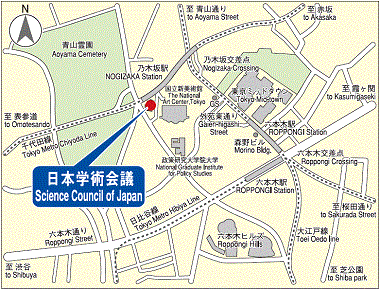 N
至 青山通り
to Aoyama Street
至 赤坂
to Akasaka
青山霊園
Aoyama Cemetery
乃木坂駅
NOGIZAKA Station
乃木坂交差点
Nogizaka Crossing
国立新美術館
The National
Art Center,Tokyo
東京ミッドタウン
Tokyo Mid-town
至 霞ヶ関
to Kasumigaseki
至 表参道
to Omotesando
GS
外苑東通り
Gaien-higashi
Street
六本木駅
ROPPONGI Station
千代田線
Tokyo Metro Chiyoda Line
森野ビル
Morino Bldg.
六本木交差点
Roppongi Crossing
政策研究大学院大学
National Graduate Institute
for Policy Studies
日本学術会議
Science Council of Japan
六本木駅
ROPPONGI Station
日比谷線
Tokyo Metro Hibiya Line
至 桜田通り
to Sakurada Street
六本木通り
Roppongi Street
六本木ヒルズ
Roppongi Hills
大江戸線
Toei Oedo line
至 渋谷
to Shibuya
至 芝公園
to Shiba park